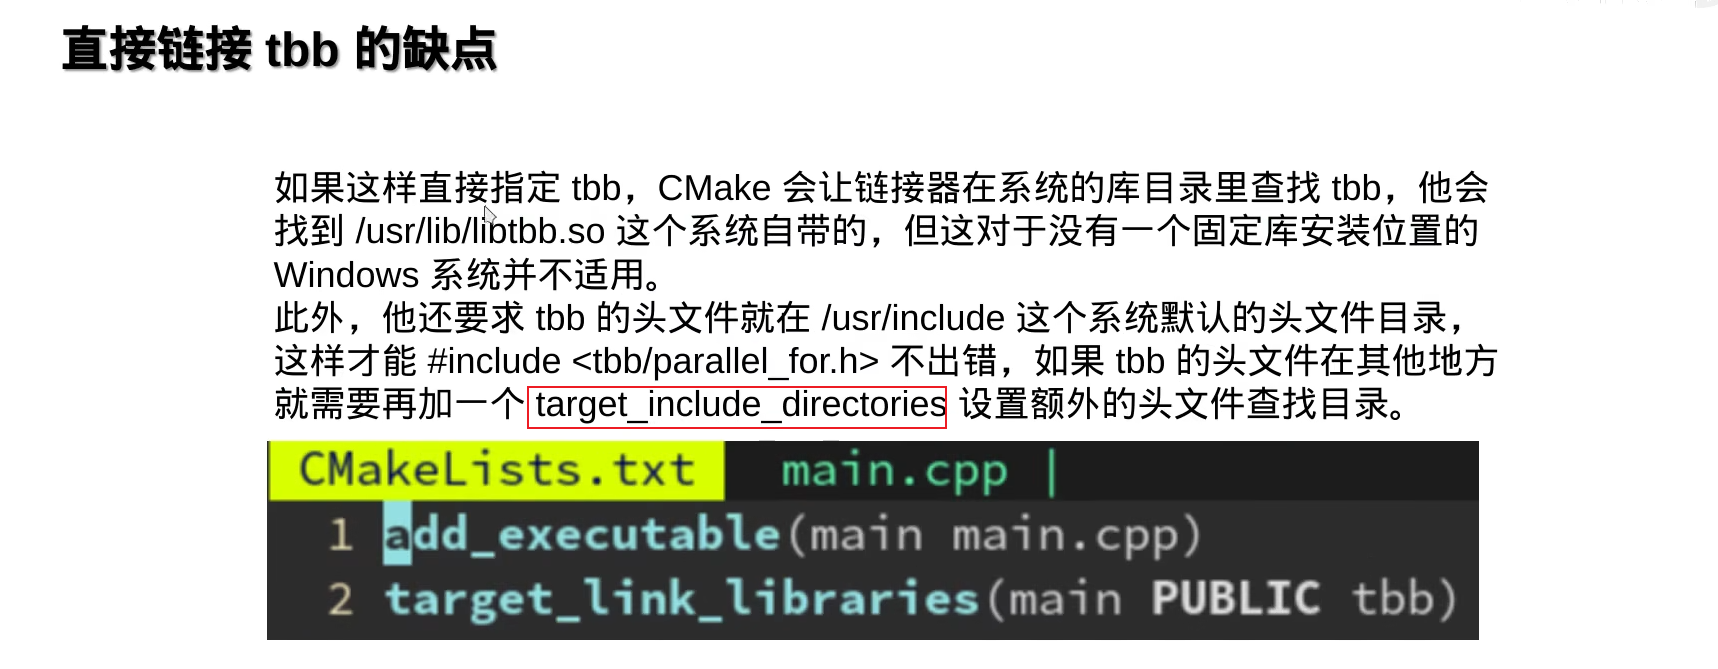 直接链接 tbb 的缺点
如果这样直接指定 tbb，CMake 会让链接器在系统的库目录里查找 tbb，他会
找到 /usr/lib/libtbb.so 这个系统自带的，但这对于没有一个固定库安装位置的
Windows 系统并不适用。
此外，他还要求 tbb 的头文件就在 /usr/include 这个系统默认的头文件目录，
这样才能 #include <tbb/parallel_for.h> 不出错，如果 tbb 的头文件在其他地方
就需要再加一个 target_include_directories 设置额外的头文件查找目录。
CMakeLists.txt main.cpp |
1 add_executable(main main.cpp)
2 target_link_libraries(main PUBLIC tbb)